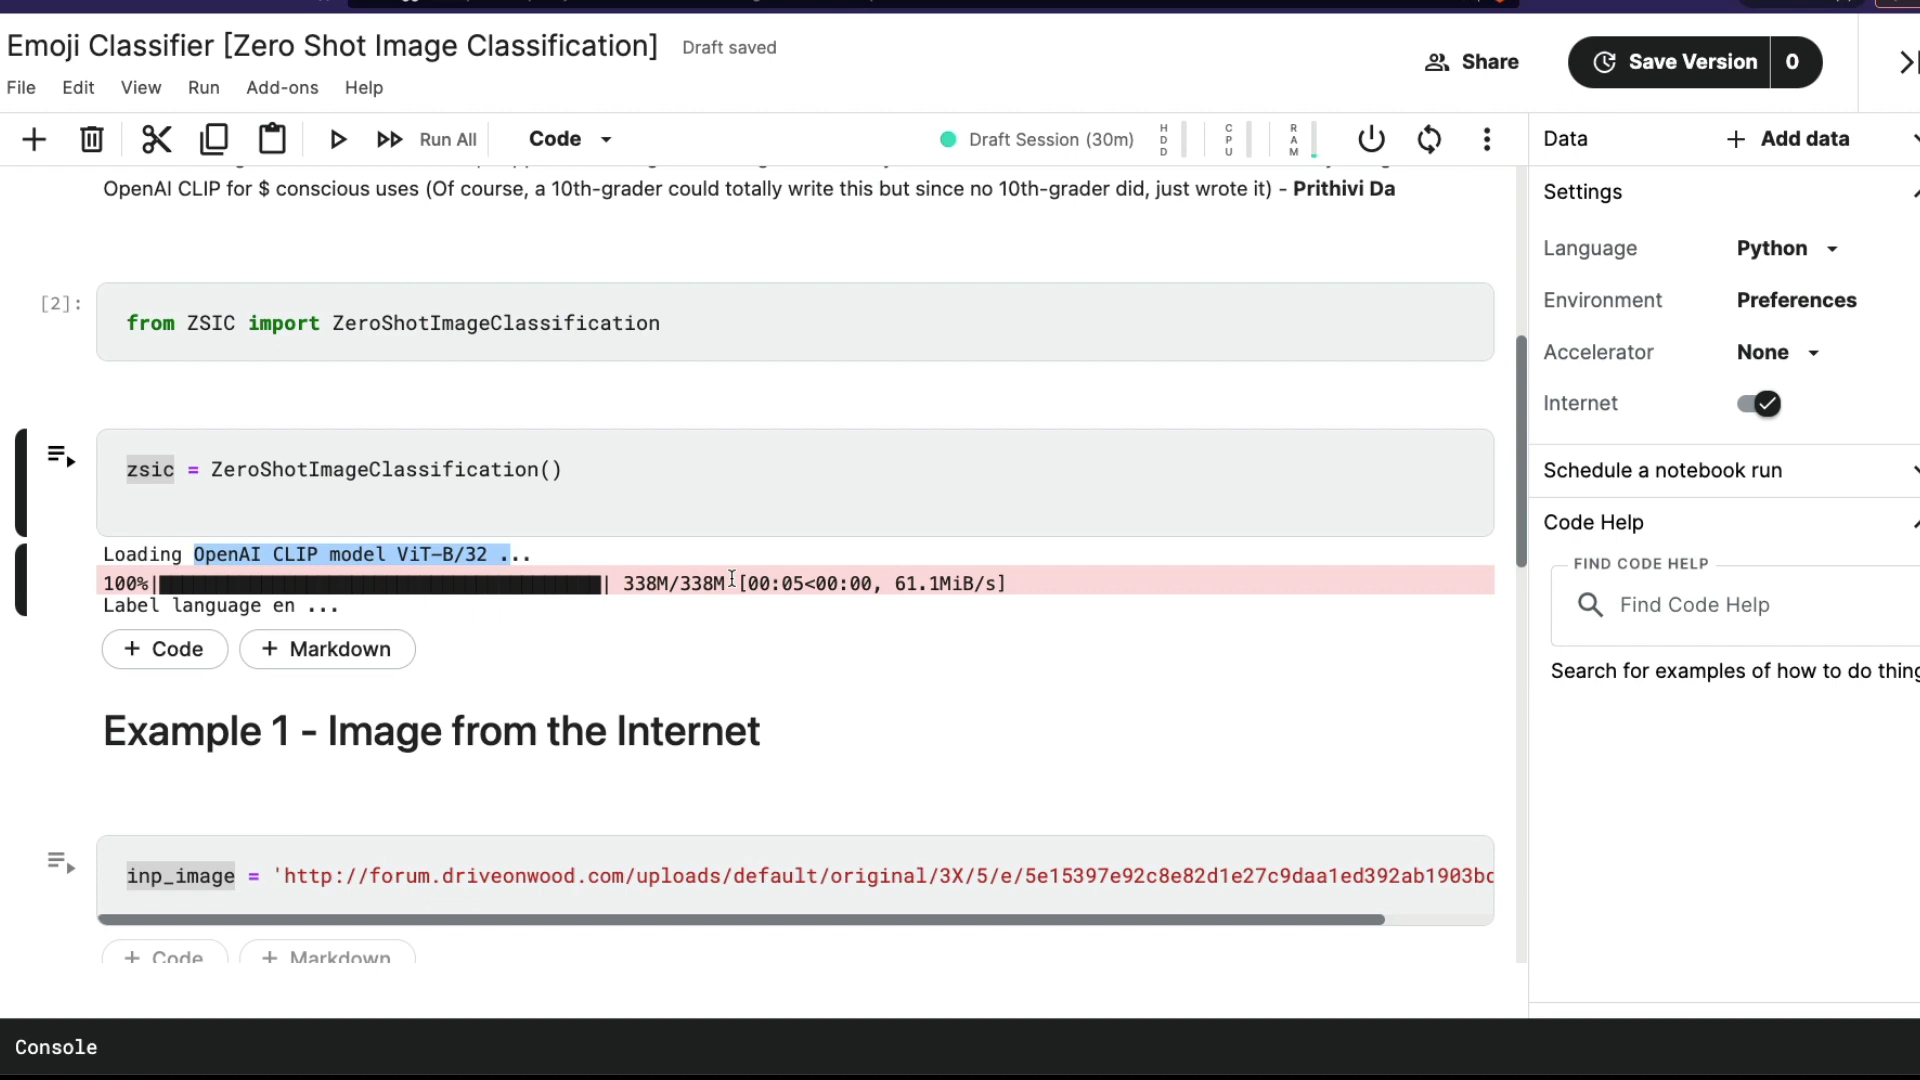 Emoji Classifier [Zero Shot Image Classification] Draft saved
Share
Save Version 0
File Edit View Run Add-ons Help
Run All Code Draft Session (30m) HDD CPU RAM
Data + Add data
OpenAI CLIP for $ conscious uses (Of course, a 10th-grader could totally write this but since no 10th-grader did, just wrote it) - Prithivi Da
Settings
Language Python
Environment Preferences
Accelerator None
Internet
Schedule a notebook run
Code Help
FIND CODE HELP
Find Code Help
Search for examples of how to do thing
[2]:
from ZSIC import ZeroShotImageClassification
zsic = ZeroShotImageClassification()
Loading OpenAI CLIP model ViT-B/32 ...
100%| | 338M/338M [00:05<00:00, 61.1MiB/s]
Label language en ...
+ Code + Markdown
Example 1 - Image from the Internet
inp_image = 'http://forum.driveonwood.com/uploads/default/original/3X/5/e/5e15397e92c8e82d1e27c9daa1ed392ab1903bc
+ Code + Markdown
Console